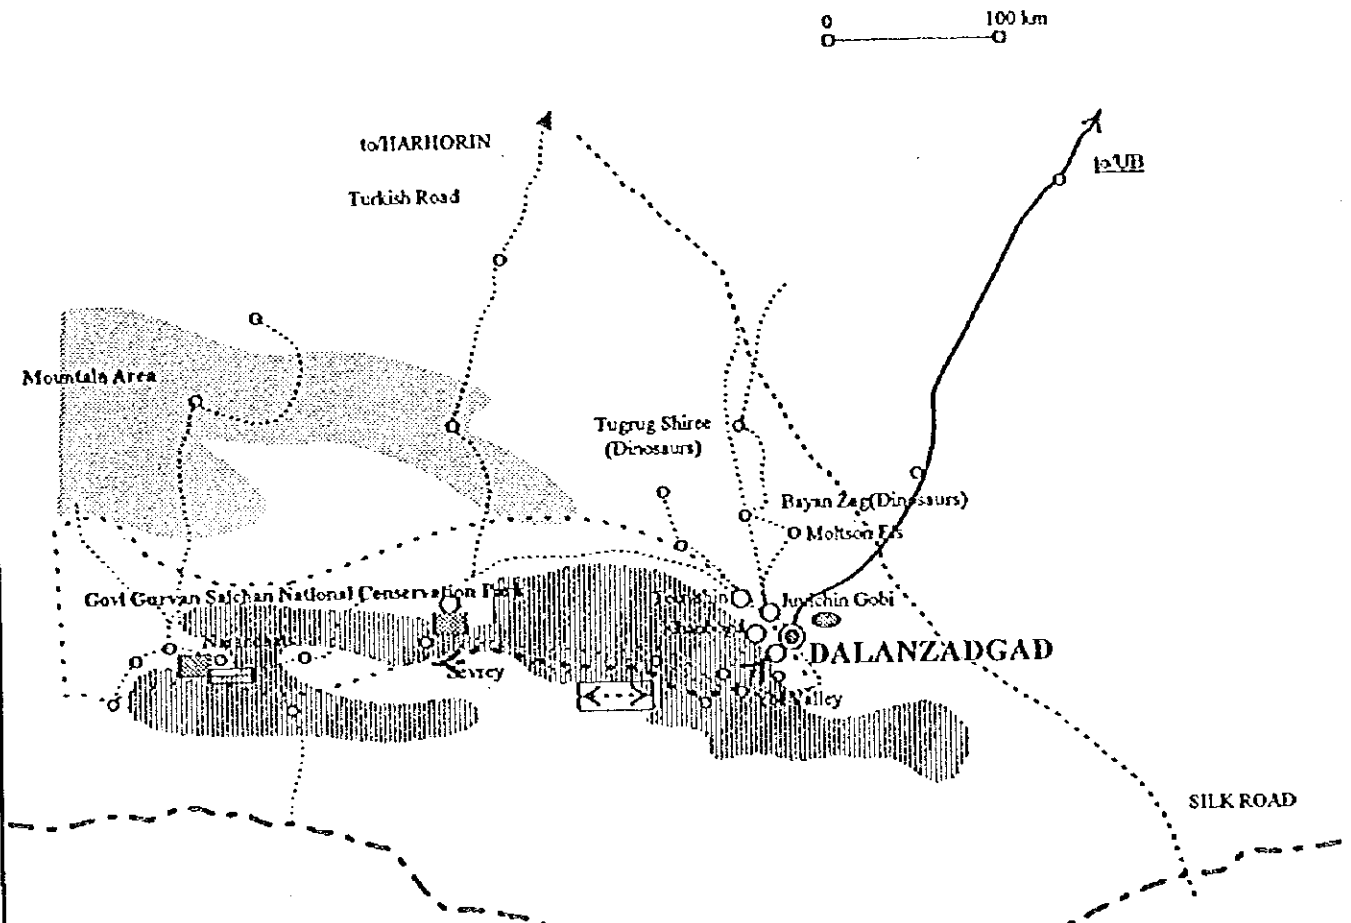 0 100 km
to/HARHORIN
to/UB
Turkish Road
Mountain Area
Tugrug Shiree
(Dinosaurs)
Bayan Zag(Dinosaurs)
Moltson Els
Govi Gurvan Saichan National Conservation Park
Juulchin Gobi
DALANZADGAD
Sevrey
Valley
SILK ROAD